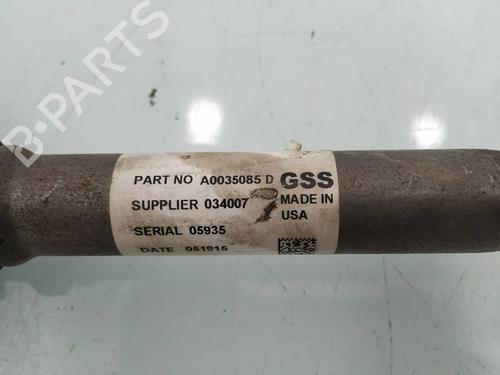 B-PARTS
PART NO A0035085 D GSS
SUPPLIER 034007 MADE IN
USA
SERIAL 05935
DATE 051915